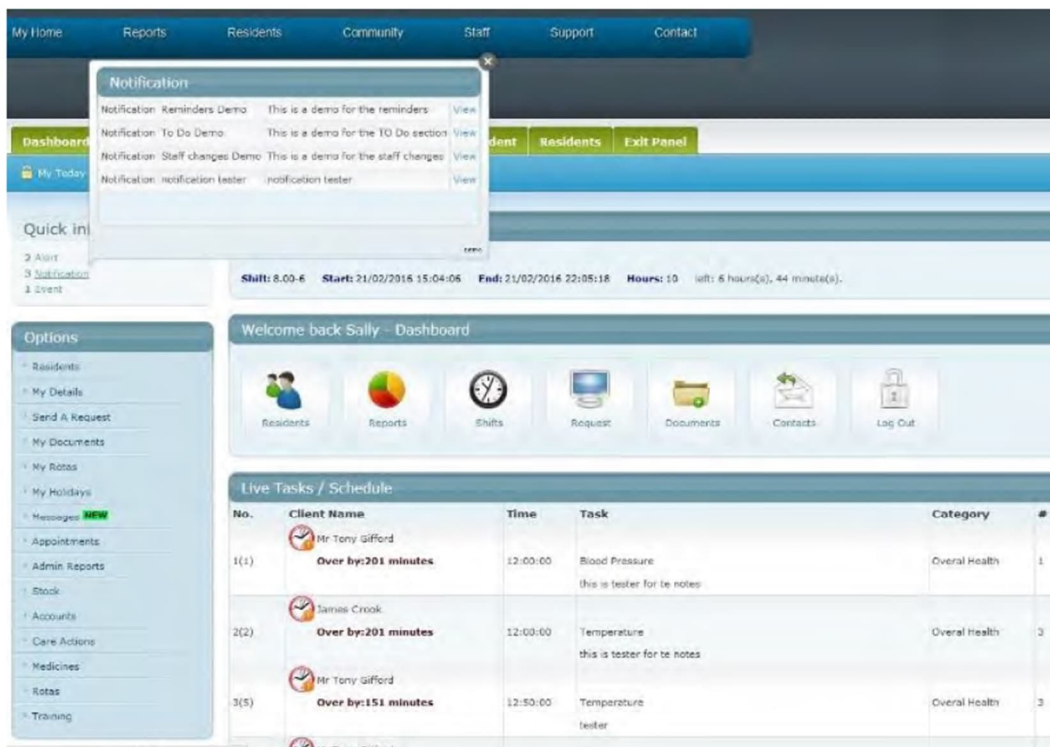 My Home Reports Residents Community Staff Support Contact
Notification
Notification Reminders Demo This is a demo for the reminders View
Notification To Do Demo This is a demo for the TO Do section View
Notification Staff changes Demo This is a demo for the staff changes View
Notification notification tester notification tester View
Dashboard Residents Exit Panel
My Today
Quick
3 Notification
1 Event
Shift: 8.00-6 Start: 21/02/2016 15:04:06 End: 21/02/2016 22:05:18 Hours: 10 left: 6 hours(s), 44 minute(s).
Options
Residents
My Details
Send A Request
My Documents
My Rotas
My Holidays
Messages NEW
Appointments
Admin Reports
Stock
Accounts
Care Actions
Medicines
Rotas
Training
Welcome back Sally - Dashboard
Residents Reports Shifts Request Documents Contacts Log Out
Live Tasks / Schedule
No. Client Name Time Task Category #
Mr Tony Gifford
1(1) Over by:201 minutes 12:00:00 Blood Pressure Overal Health 1
this is tester for te notes
James Crook
2(2) Over by:201 minutes 12:00:00 Temperature Overal Health 3
this is tester for te notes
Mr Tony Gifford
3(5) Over by:151 minutes 12:50:00 Temperature Overal Health 3
tester